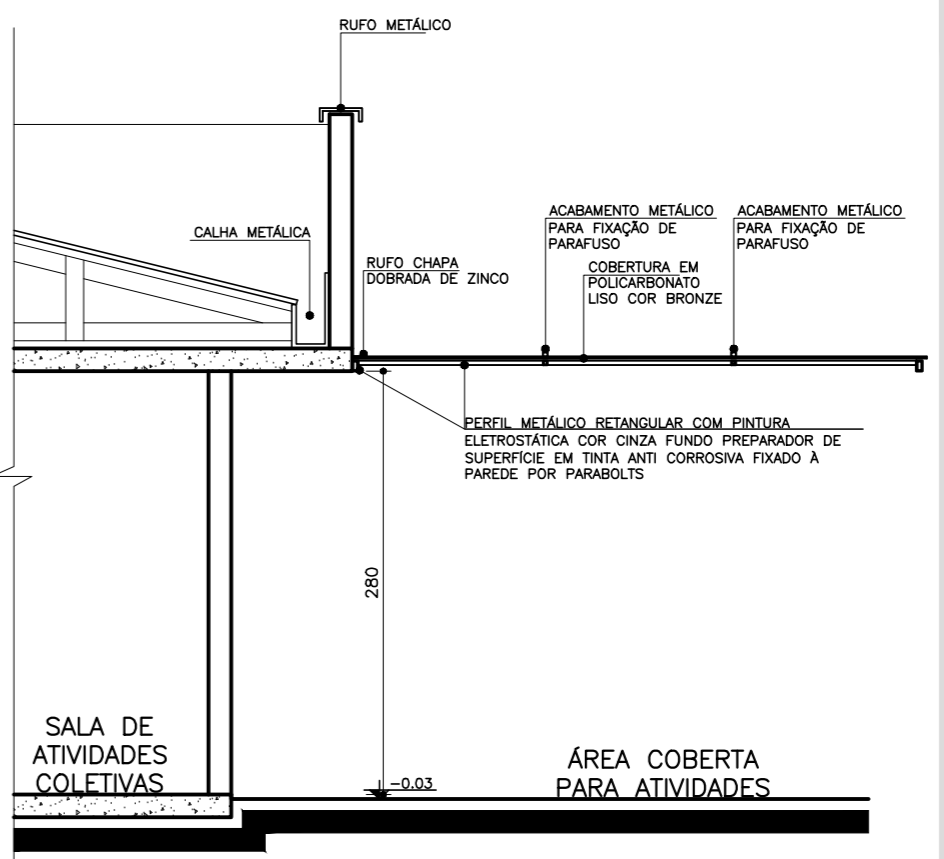 RUFO METÁLICO
CALHA METÁLICA
RUFO CHAPA
DOBRADA DE ZINCO
ACABAMENTO METÁLICO
PARA FIXAÇÃO DE
PARAFUSO
ACABAMENTO METÁLICO
PARA FIXAÇÃO DE
PARAFUSO
COBERTURA EM
POLICARBONATO
LISO COR BRONZE
PERFIL METÁLICO RETANGULAR COM PINTURA
ELETROSTÁTICA COR CINZA FUNDO PREPARADOR DE
SUPERFÍCIE EM TINTA ANTI CORROSIVA FIXADO À
PAREDE POR PARABOLTS
280
SALA DE
ATIVIDADES
COLETIVAS
-0.03
ÁREA COBERTA
PARA ATIVIDADES